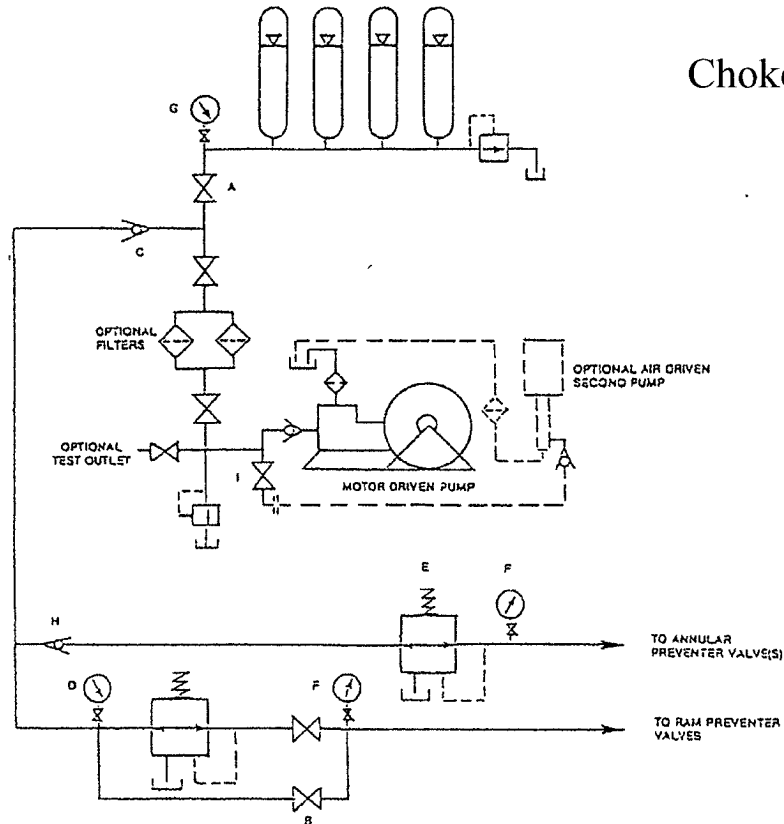 Choke
G
A
C
OPTIONAL
FILTERS
OPTIONAL AIR DRIVEN
SECOND PUMP
OPTIONAL
TEST OUTLET
I
MOTOR DRIVEN PUMP
E
F
H
TO ANNULAR
PREVENTER VALVE(S)
D
F
TO RAM PREVENTER
VALVES
B